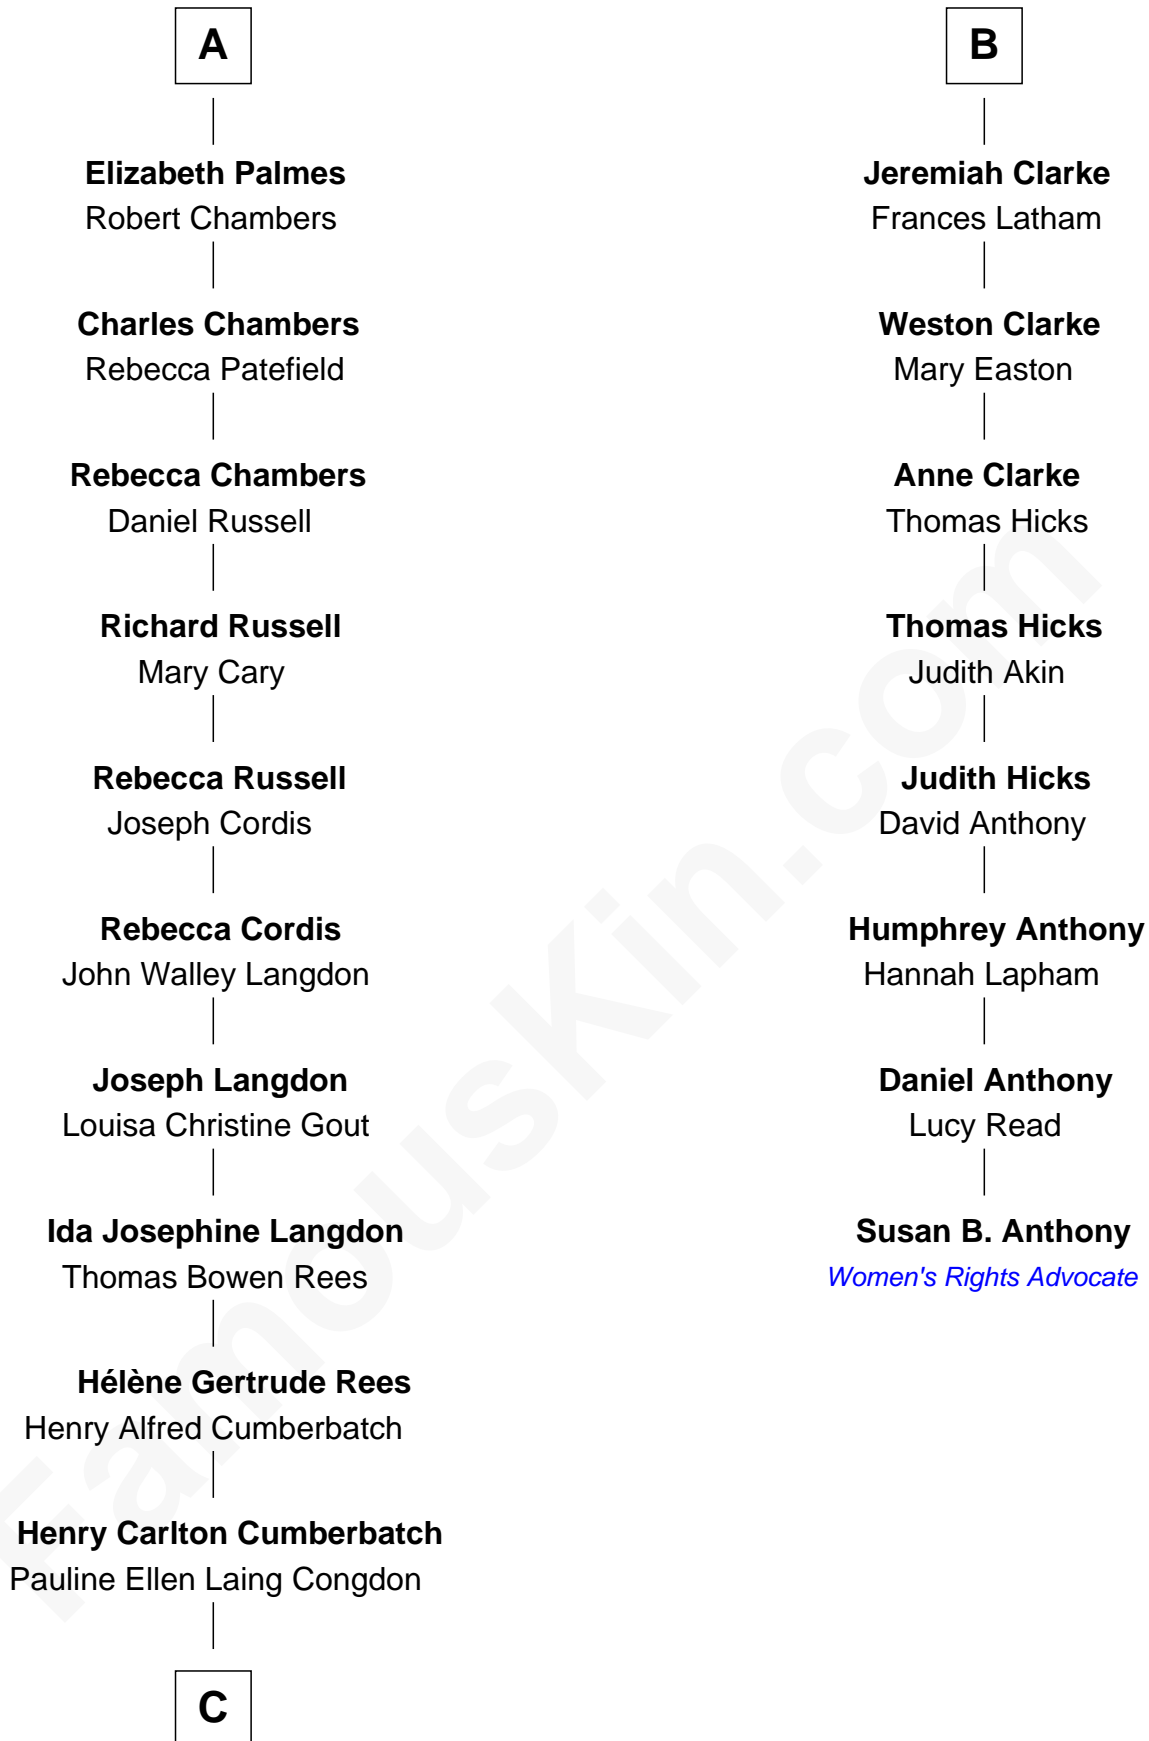 A
Elizabeth Palmes
Robert Chambers
Charles Chambers
Rebecca Patefield
Rebecca Chambers
Daniel Russell
Richard Russell
Mary Cary
Rebecca Russell
Joseph Cordis
Rebecca Cordis
John Walley Langdon
Joseph Langdon
Louisa Christine Gout
Ida Josephine Langdon
Thomas Bowen Rees
Hélène Gertrude Rees
Henry Alfred Cumberbatch
Henry Carlton Cumberbatch
Pauline Ellen Laing Congdon
C
B
Jeremiah Clarke
Frances Latham
Weston Clarke
Mary Easton
Anne Clarke
Thomas Hicks
Thomas Hicks
Judith Akin
Judith Hicks
David Anthony
Humphrey Anthony
Hannah Lapham
Daniel Anthony
Lucy Read
Susan B. Anthony
Women's Rights Advocate
FamousKin.com